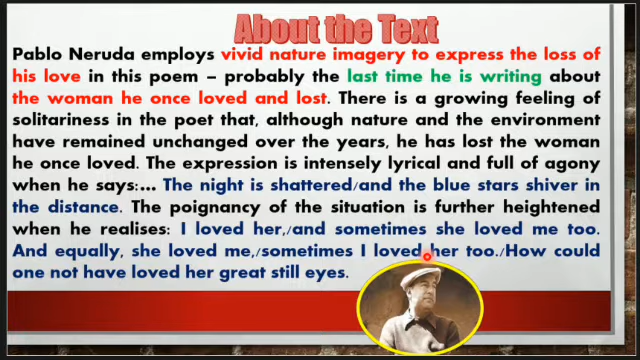 About the Text
Pablo Neruda employs vivid nature imagery to express the loss of
his love in this poem – probably the last time he is writing about
the woman he once loved and lost. There is a growing feeling of
solitariness in the poet that, although nature and the environment
have remained unchanged over the years, he has lost the woman
he once loved. The expression is intensely lyrical and full of agony
when he says:... The night is shattered/and the blue stars shiver in
the distance. The poignancy of the situation is further heightened
when he realises: I loved her,/and sometimes she loved me too.
And equally, she loved me,/sometimes I loved her too./How could
one not have loved her great still eyes.